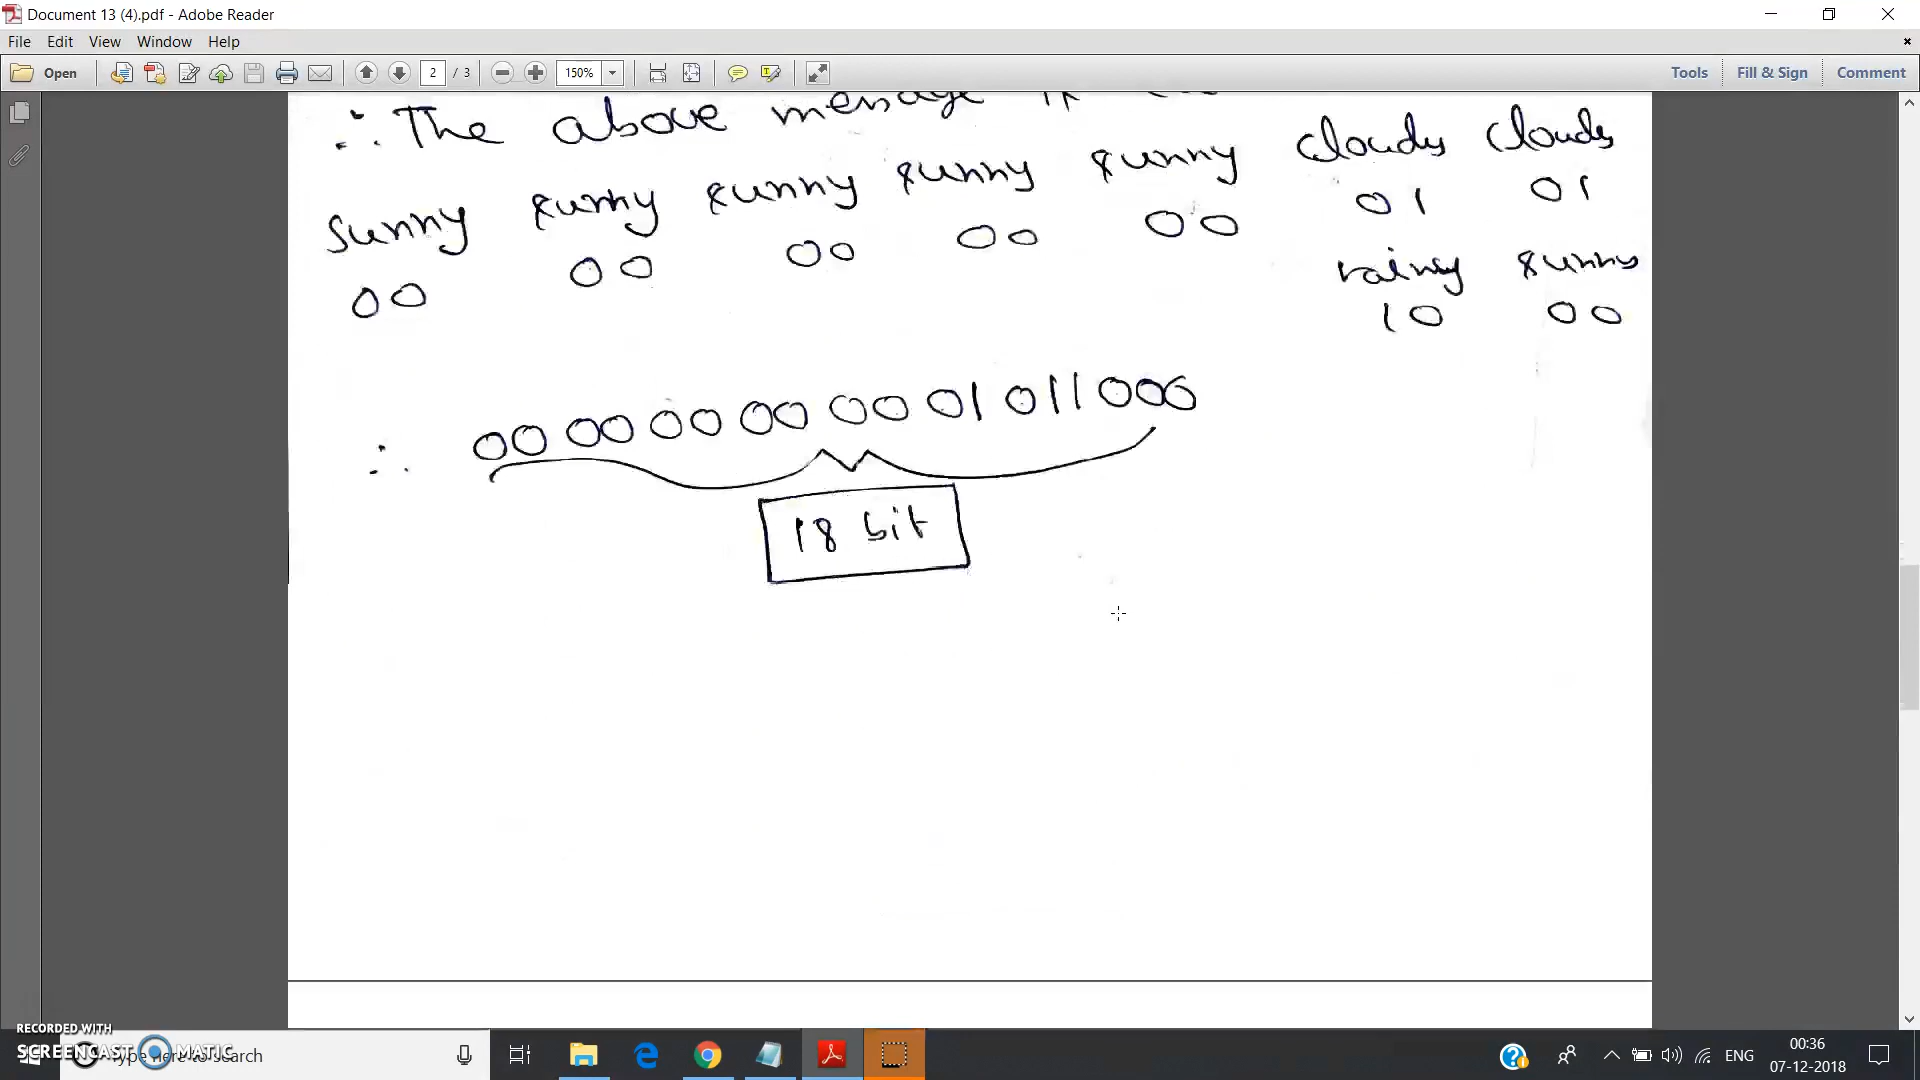 Document 13 (4).pdf - Adobe Reader
File Edit View Window Help
Open 2 / 3 150% Tools Fill & Sign Comment
∴ The above message
cloudy cloudy
sunny sunny sunny sunny sunny
01 01
00 00 00 00 00
rainy sunny
10 00
∴ 00 00 00 00 00 01 011 000
18 bit
RECORDED WITH
SCREENCAST MATIC
Type here to search
ENG
00:36
07-12-2018